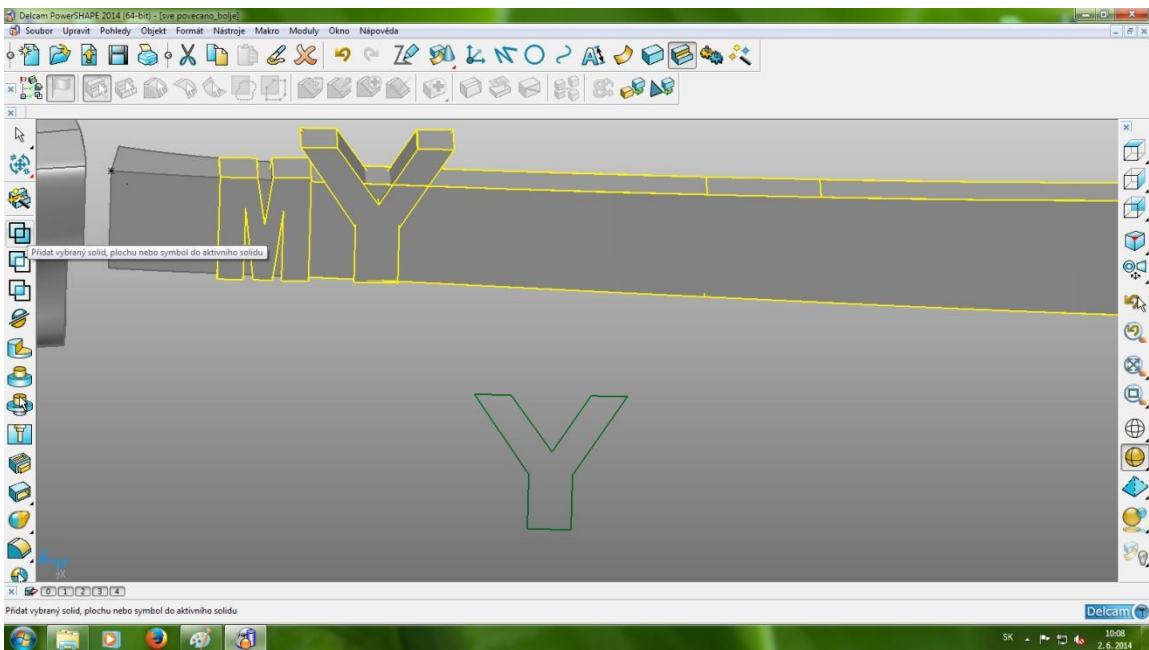 Delcam PowerSHAPE 2014 (64-bit) - [sve povecano_bolje]
Soubor Upravit Pohledy Objekt Formát Nástroje Makro Moduly Okno Nápověda
MY
Přidat vybraný solid, plochu nebo symbol do aktivního solidu
Y
X
0 1 2 3 4
Přidat vybraný solid, plochu nebo symbol do aktivního solidu
Delcam
SK
10:08
2.6.2014